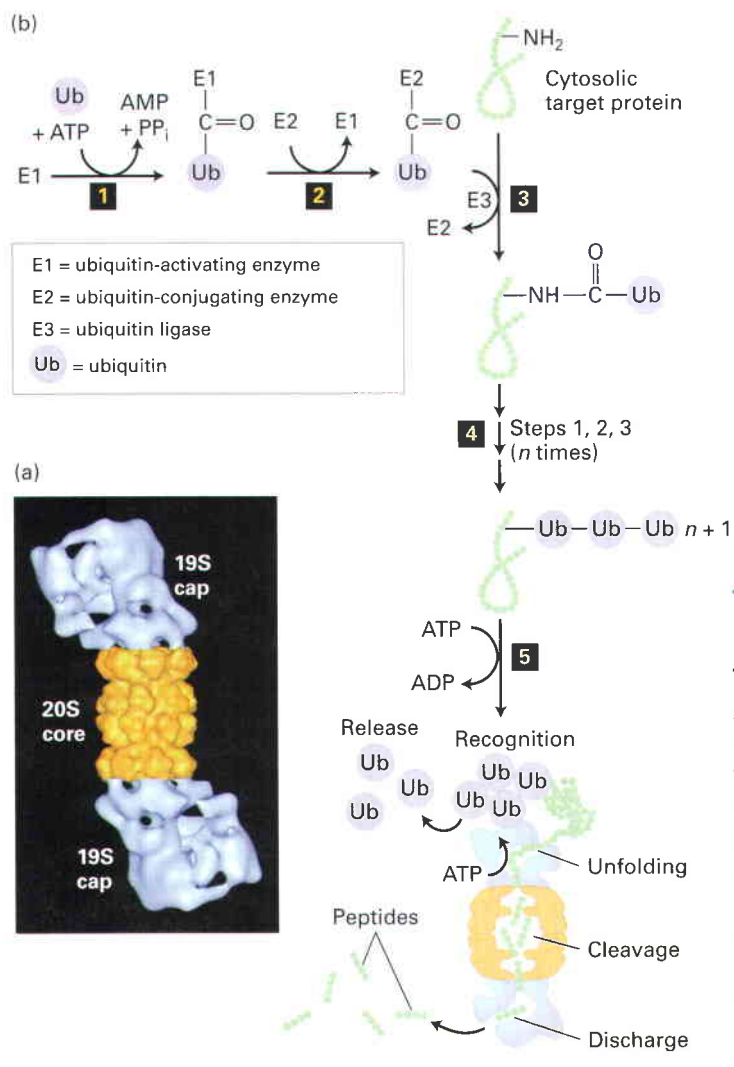 (b)
Ub
+ ATP
AMP
+ PPi
E1
1
E1
C=O
Ub
E2
E1
2
E2
C=O
Ub
NH2
Cytosolic
target protein
E3
E2
3
E1 = ubiquitin-activating enzyme
E2 = ubiquitin-conjugating enzyme
E3 = ubiquitin ligase
Ub = ubiquitin
O
NH—C—Ub
4
Steps 1, 2, 3
(n times)
Ub—Ub—Ub n + 1
ATP
ADP
5
(a)
19S
cap
20S
core
19S
cap
Release
Ub
Ub
Ub
Recognition
Ub
Ub
Ub
Ub
ATP
Unfolding
Cleavage
Discharge
Peptides